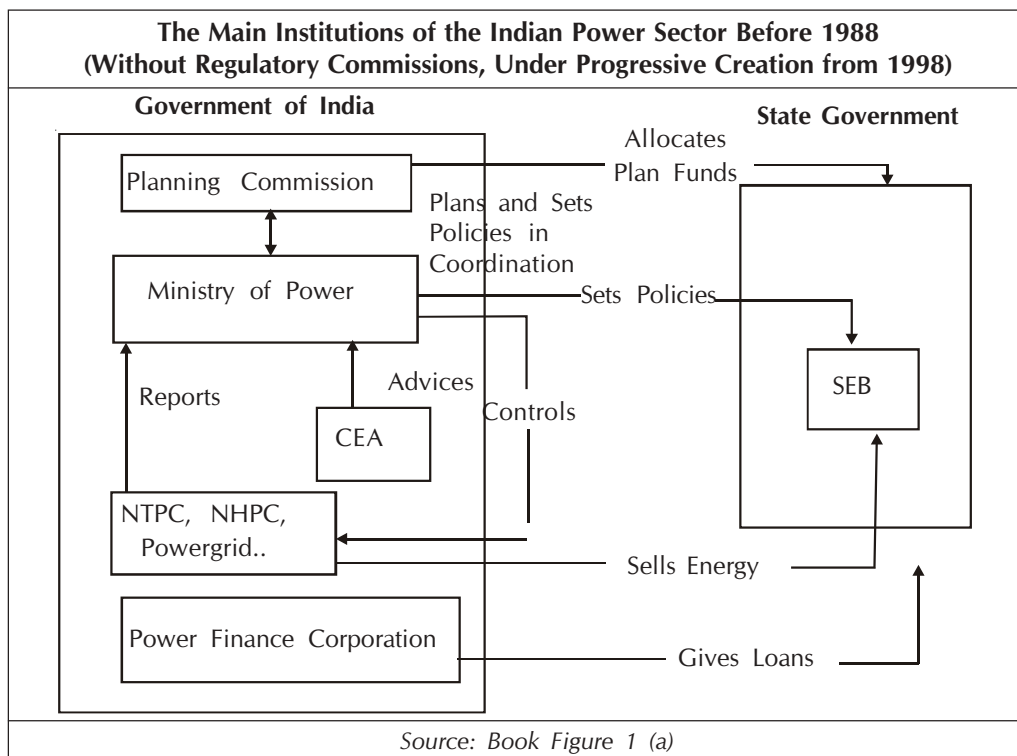 The Main Institutions of the Indian Power Sector Before 1988
(Without Regulatory Commissions, Under Progressive Creation from 1998)
Government of India
State Government
Allocates
Plan Funds
Planning Commission
Plans and Sets
Policies in
Coordination
Ministry of Power
Sets Policies
Reports
Advices
Controls
SEB
CEA
NTPC, NHPC,
Powergrid..
Sells Energy
Power Finance Corporation
Gives Loans
Source: Book Figure 1 (a)